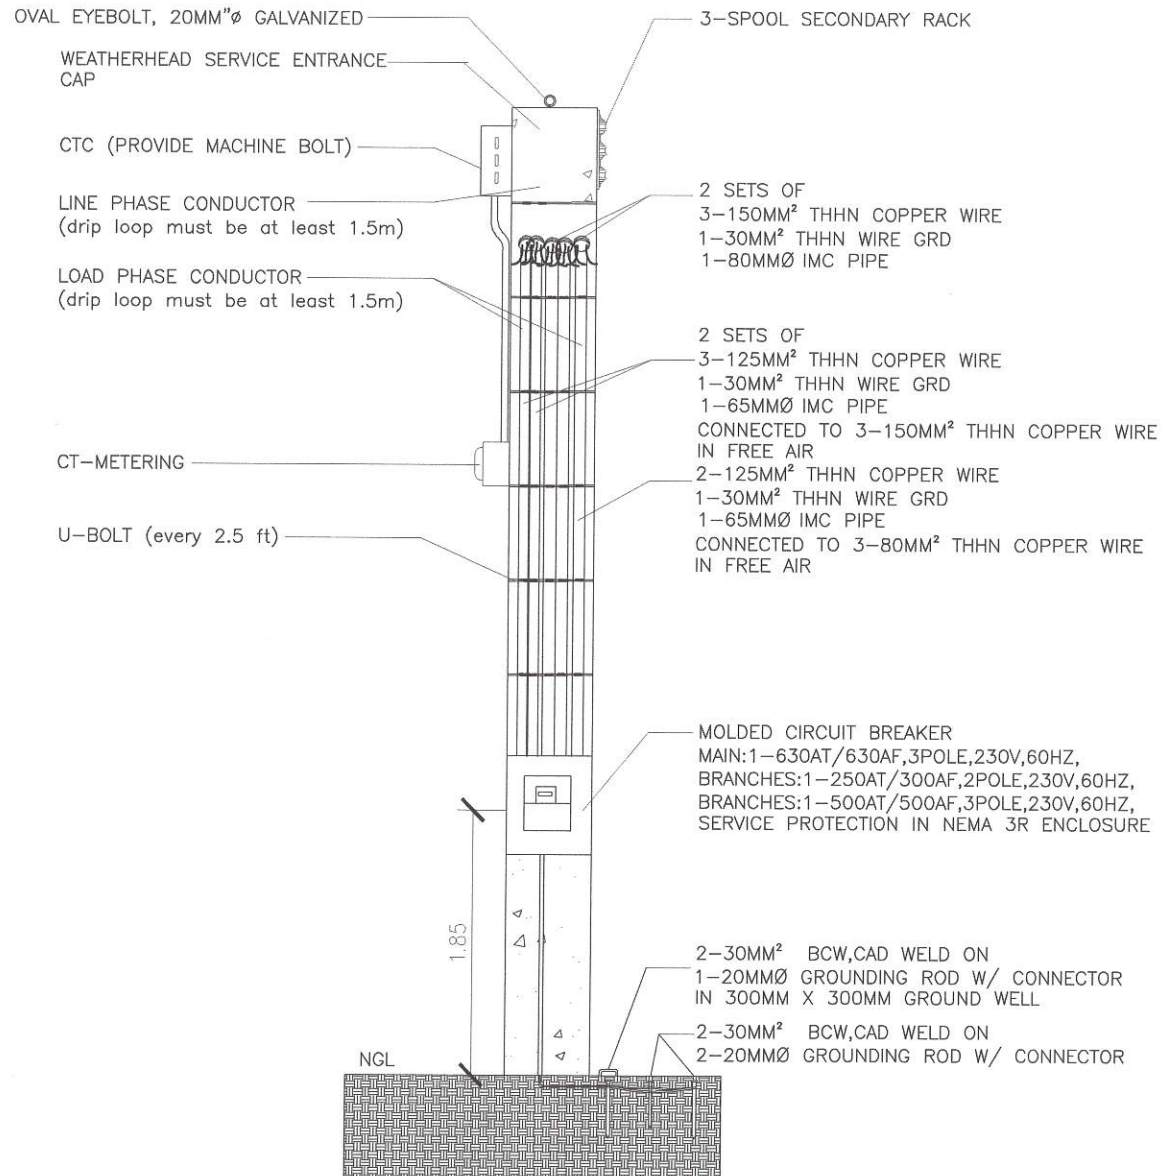 OVAL EYEBOLT, 20MM"ø GALVANIZED
3-SPOOL SECONDARY RACK
WEATHERHEAD SERVICE ENTRANCE
CAP
CTC (PROVIDE MACHINE BOLT)
LINE PHASE CONDUCTOR
(drip loop must be at least 1.5m)
LOAD PHASE CONDUCTOR
(drip loop must be at least 1.5m)
2 SETS OF
3-150MM² THHN COPPER WIRE
1-30MM² THHN WIRE GRD
1-80MMØ IMC PIPE
2 SETS OF
3-125MM² THHN COPPER WIRE
1-30MM² THHN WIRE GRD
1-65MMØ IMC PIPE
CONNECTED TO 3-150MM² THHN COPPER WIRE
IN FREE AIR
2-125MM² THHN COPPER WIRE
1-30MM² THHN WIRE GRD
1-65MMØ IMC PIPE
CONNECTED TO 3-80MM² THHN COPPER WIRE
IN FREE AIR
CT-METERING
U-BOLT (every 2.5 ft)
MOLDED CIRCUIT BREAKER
MAIN:1-630AT/630AF,3POLE,230V,60HZ,
BRANCHES:1-250AT/300AF,2POLE,230V,60HZ,
BRANCHES:1-500AT/500AF,3POLE,230V,60HZ,
SERVICE PROTECTION IN NEMA 3R ENCLOSURE
1.85
2-30MM² BCW,CAD WELD ON
1-20MMØ GROUNDING ROD W/ CONNECTOR
IN 300MM X 300MM GROUND WELL
2-30MM² BCW,CAD WELD ON
2-20MMØ GROUNDING ROD W/ CONNECTOR
NGL